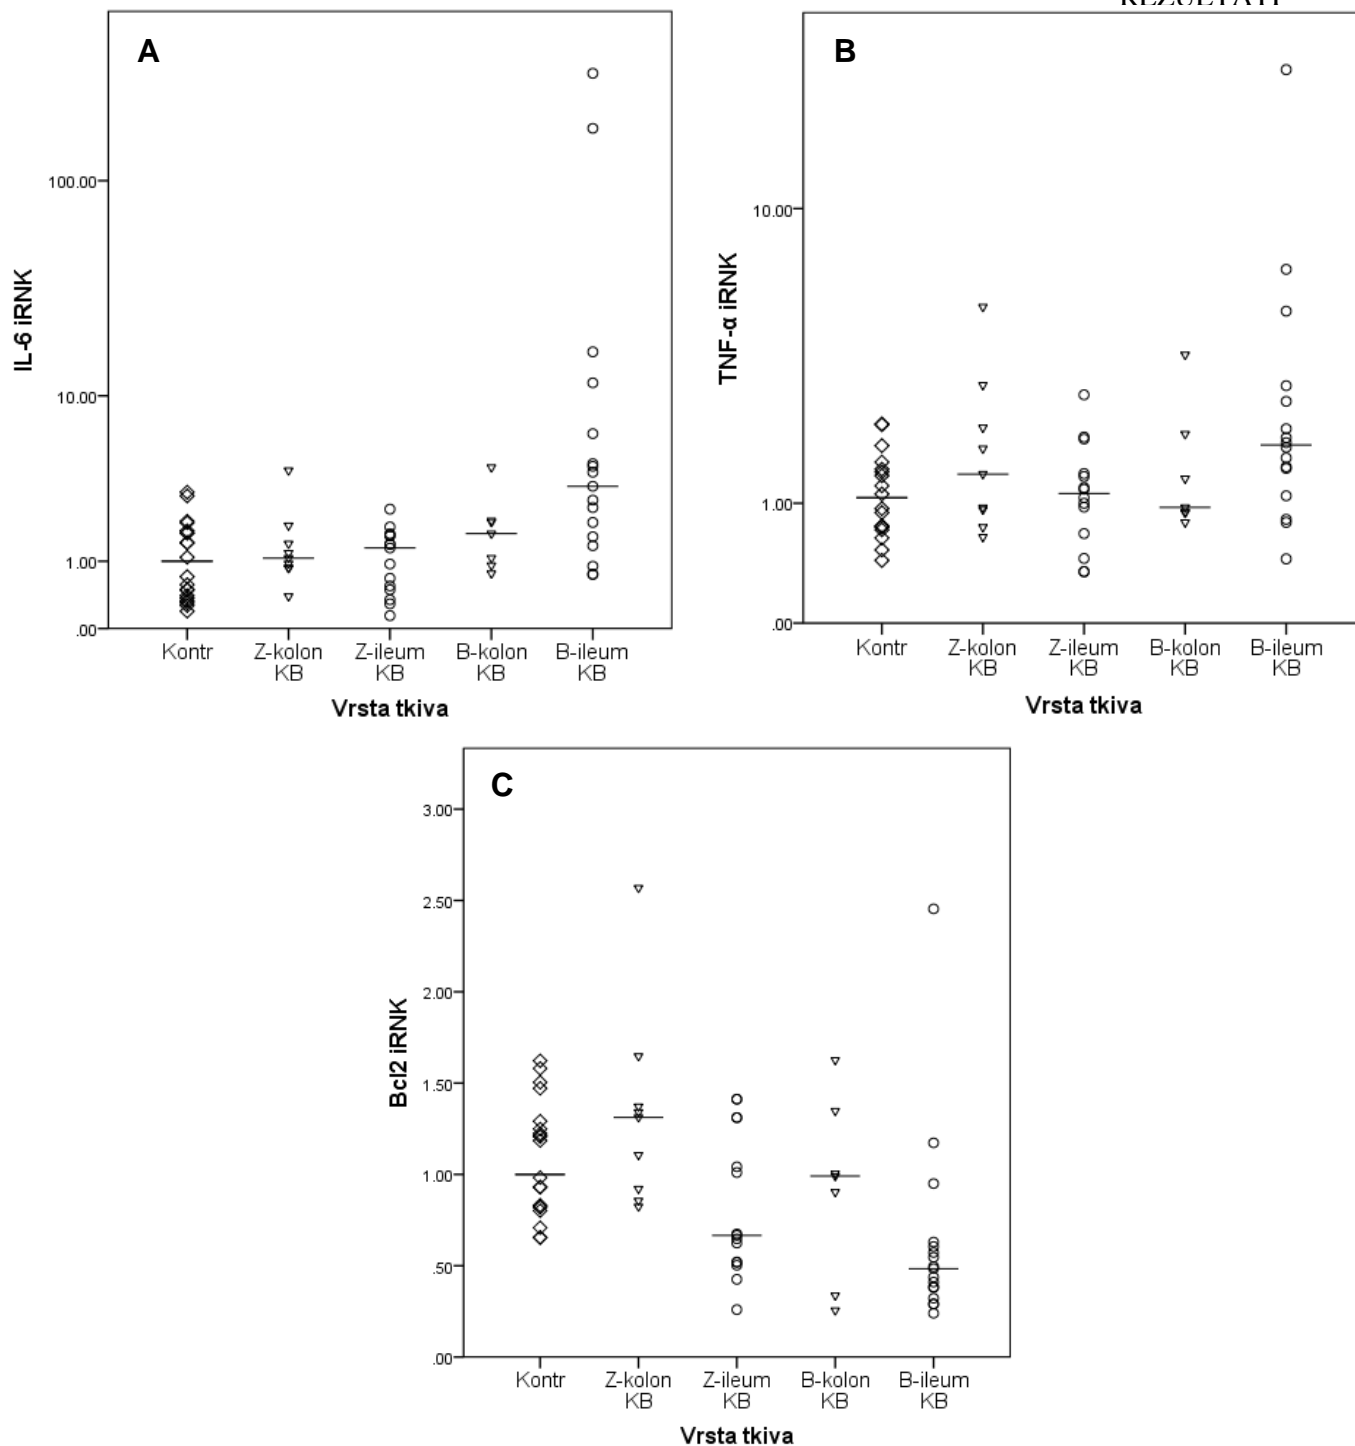 A
100.00
10.00
1.00
.00
IL-6 iRNK
Kontr Z-kolon Z-ileum B-kolon B-ileum
KB KB KB KB
Vrsta tkiva
B
10.00
1.00
.00
TNF-α iRNK
Kontr Z-kolon Z-ileum B-kolon B-ileum
KB KB KB KB
Vrsta tkiva
C
3.00
2.50
2.00
1.50
1.00
.50
.00
Bcl2 iRNK
Kontr Z-kolon Z-ileum B-kolon B-ileum
KB KB KB KB
Vrsta tkiva